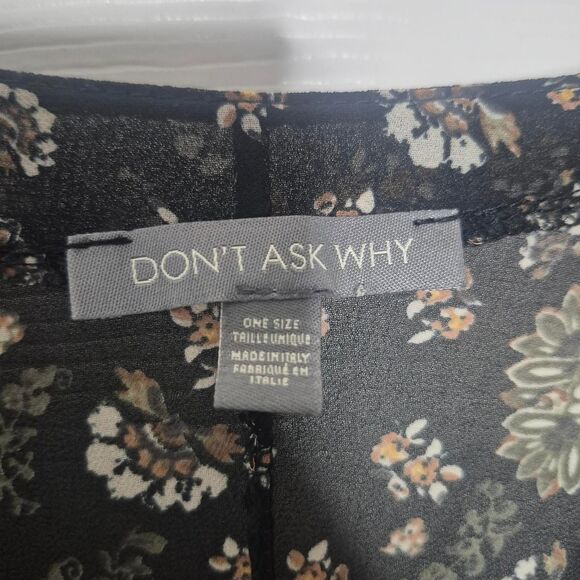 DON'T ASK WHY
ONE SIZE
TAILLE UNIQUE
MADE IN ITALY
FABRIQUÉ EN
ITALIE